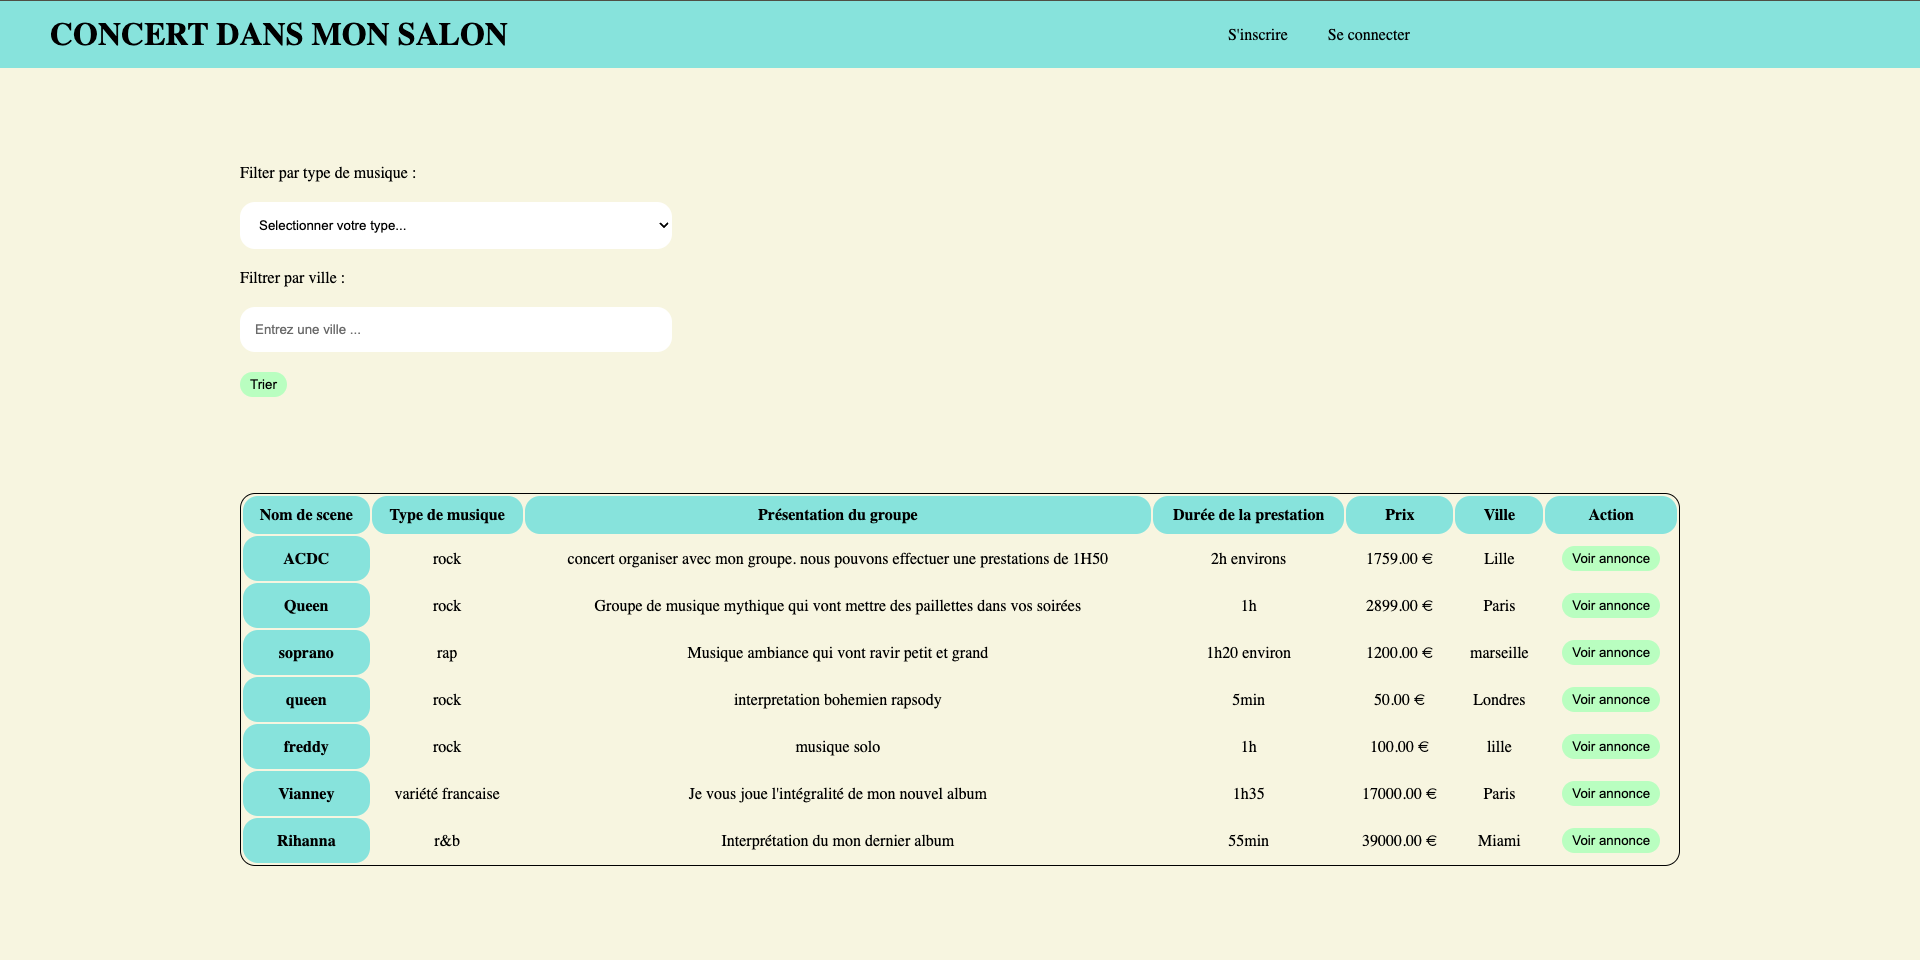 CONCERT DANS MON SALON S'inscrire Se connecter
Filter par type de musique :
Selectionner votre type...
Filtrer par ville :
Entrez une ville ...
Trier
Nom de scene Type de musique Présentation du groupe Durée de la prestation Prix Ville Action
ACDC rock concert organiser avec mon groupe. nous pouvons effectuer une prestations de 1H50 2h environs 1759.00 € Lille Voir annonce
Queen rock Groupe de musique mythique qui vont mettre des paillettes dans vos soirées 1h 2899.00 € Paris Voir annonce
soprano rap Musique ambiance qui vont ravir petit et grand 1h20 environ 1200.00 € marseille Voir annonce
queen rock interpretation bohemien rapsody 5min 50.00 € Londres Voir annonce
freddy rock musique solo 1h 100.00 € lille Voir annonce
Vianney variété francaise Je vous joue l'intégralité de mon nouvel album 1h35 17000.00 € Paris Voir annonce
Rihanna r&b Interprétation du mon dernier album 55min 39000.00 € Miami Voir annonce